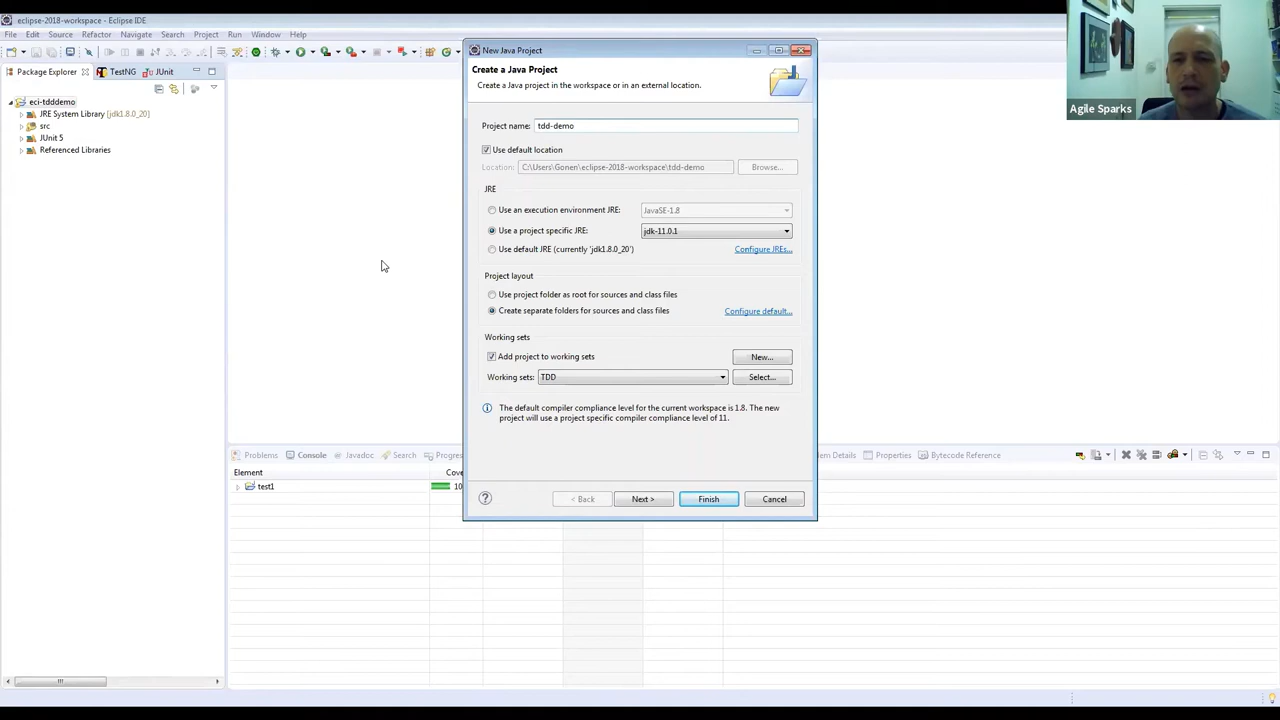 eclipse-2018-workspace - Eclipse IDE
File Edit Source Refactor Navigate Search Project Run Window Help
Package Explorer TestNG JUnit
eci-tdddemo
JRE System Library [jdk1.8.0_20]
src
JUnit 5
Referenced Libraries
New Java Project
Create a Java Project
Create a Java project in the workspace or in an external location.
Project name: tdd-demo
Use default location
Location: C:\Users\Gonen\eclipse-2018-workspace\tdd-demo Browse...
JRE
Use an execution environment JRE: JavaSE-1.8
Use a project specific JRE: jdk-11.0.1
Use default JRE (currently 'jdk1.8.0_20') Configure JREs...
Project layout
Use project folder as root for sources and class files
Create separate folders for sources and class files Configure default...
Working sets
Add project to working sets New...
Working sets: TDD Select...
The default compiler compliance level for the current workspace is 1.8. The new
project will use a project specific compiler compliance level of 11.
? < Back Next > Finish Cancel
Agile Sparks
Problems Console Javadoc Search Progre Details Properties Bytecode Reference
Element Cove
test1 10